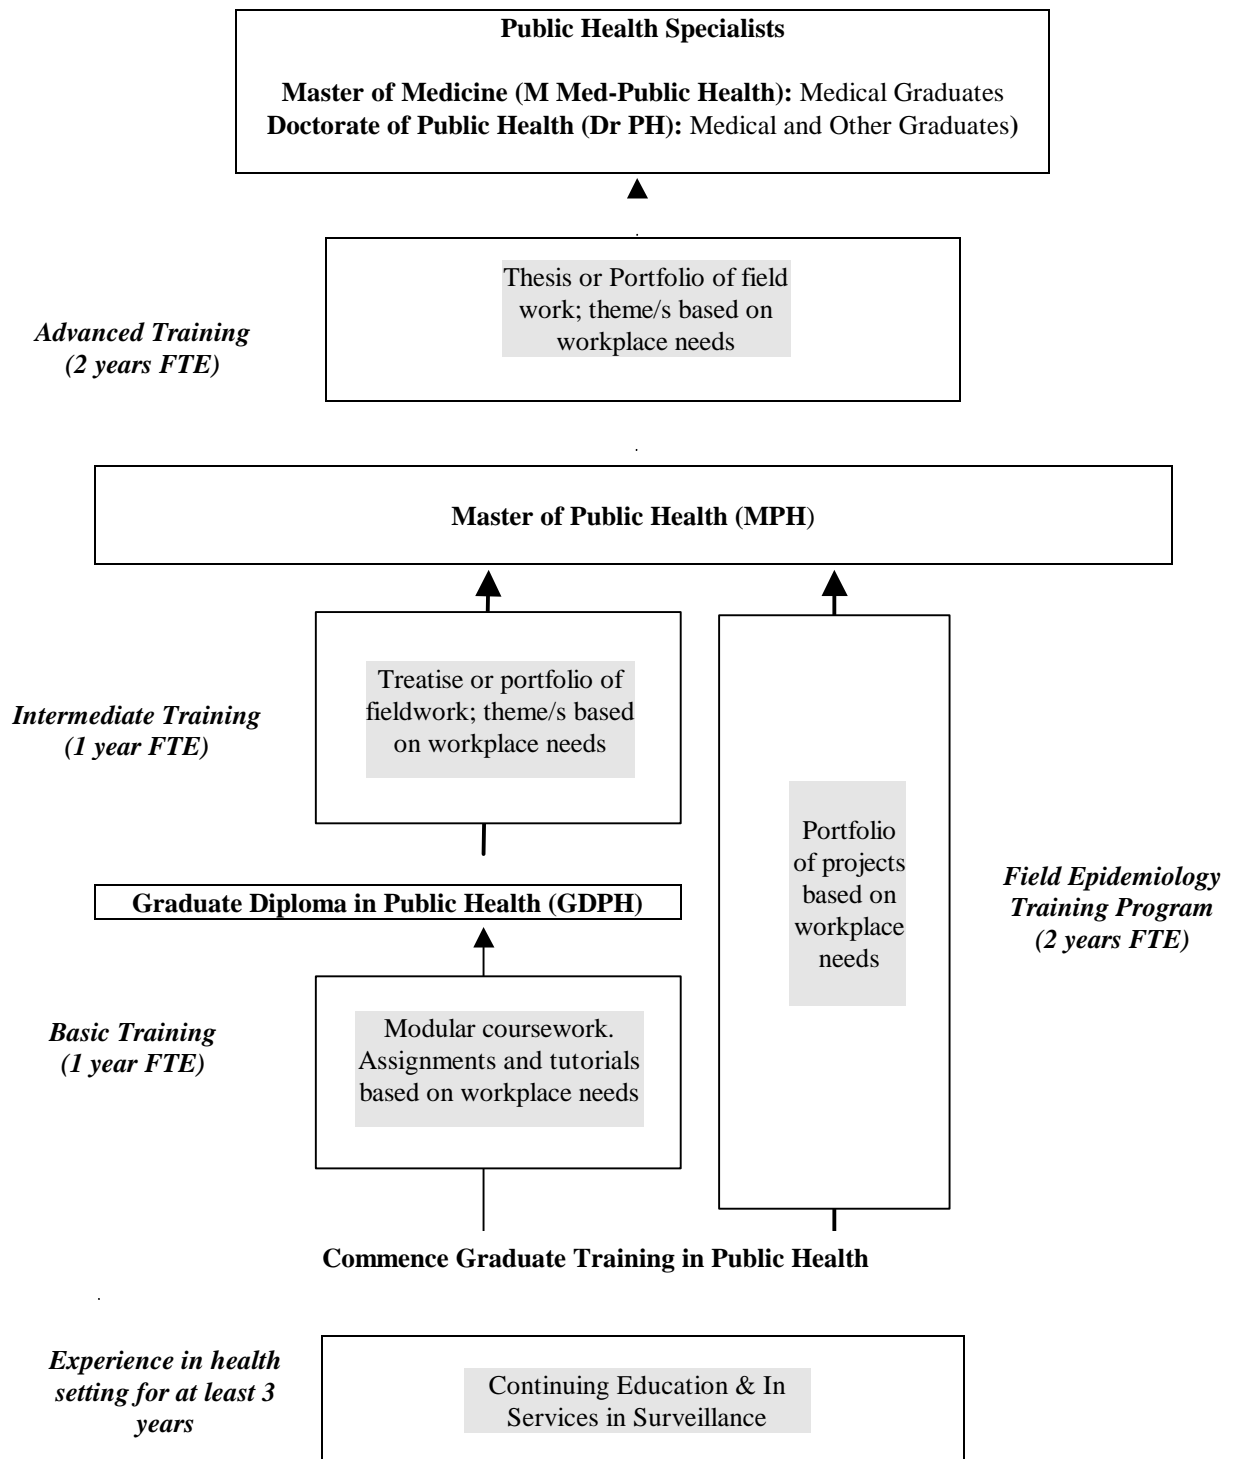 Public Health Specialists
Master of Medicine (M Med-Public Health): Medical Graduates
Doctorate of Public Health (Dr PH): Medical and Other Graduates)
Thesis or Portfolio of field
work; theme/s based on
workplace needs
Advanced Training
(2 years FTE)
Master of Public Health (MPH)
Treatise or portfolio of
fieldwork; theme/s based
on workplace needs
Intermediate Training
(1 year FTE)
Portfolio
of projects
based on
workplace
needs
Field Epidemiology
Training Program
(2 years FTE)
Graduate Diploma in Public Health (GDPH)
Basic Training
(1 year FTE)
Modular coursework.
Assignments and tutorials
based on workplace needs
Commence Graduate Training in Public Health
Experience in health
setting for at least 3
years
Continuing Education & In
Services in Surveillance